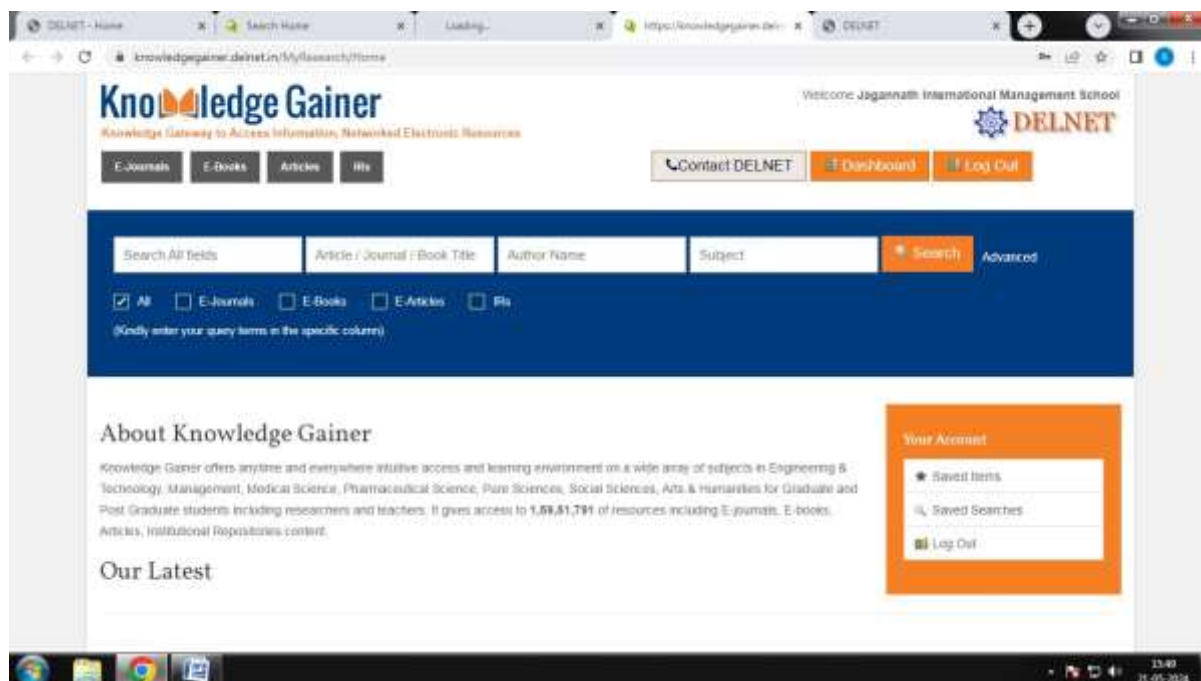 DELNET - Home
Search Home
Loading...
https://knowledgegainer.deln
DELNET
knowledgegainer.delnet.in/MyResearch/Home
Knowledge Gainer
Knowledge Gateway to Access Information, Networked Electronic Resources
Welcome Jagannath International Management School
DELNET
E-Journals
E-Books
Articles
IRs
Contact DELNET
Dashboard
Log Out
Search All fields
Article / Journal / Book Title
Author Name
Subject
Search
Advanced
All
E-Journals
E-Books
E-Articles
IRs
(Kindly enter your query terms in the specific column)
About Knowledge Gainer
Knowledge Gainer offers anytime and everywhere intuitive access and learning environment on a wide array of subjects in Engineering &
Technology, Management, Medical Science, Pharmaceutical Science, Pure Sciences, Social Sciences, Arts & Humanities for Graduate and
Post Graduate students including researchers and teachers. It gives access to 1,59,51,791 of resources including E-journals, E-books,
Articles, Institutional Repositories content.
Our Latest
Your Account
Saved Items
Saved Searches
Log Out
15:49
21-05-2024